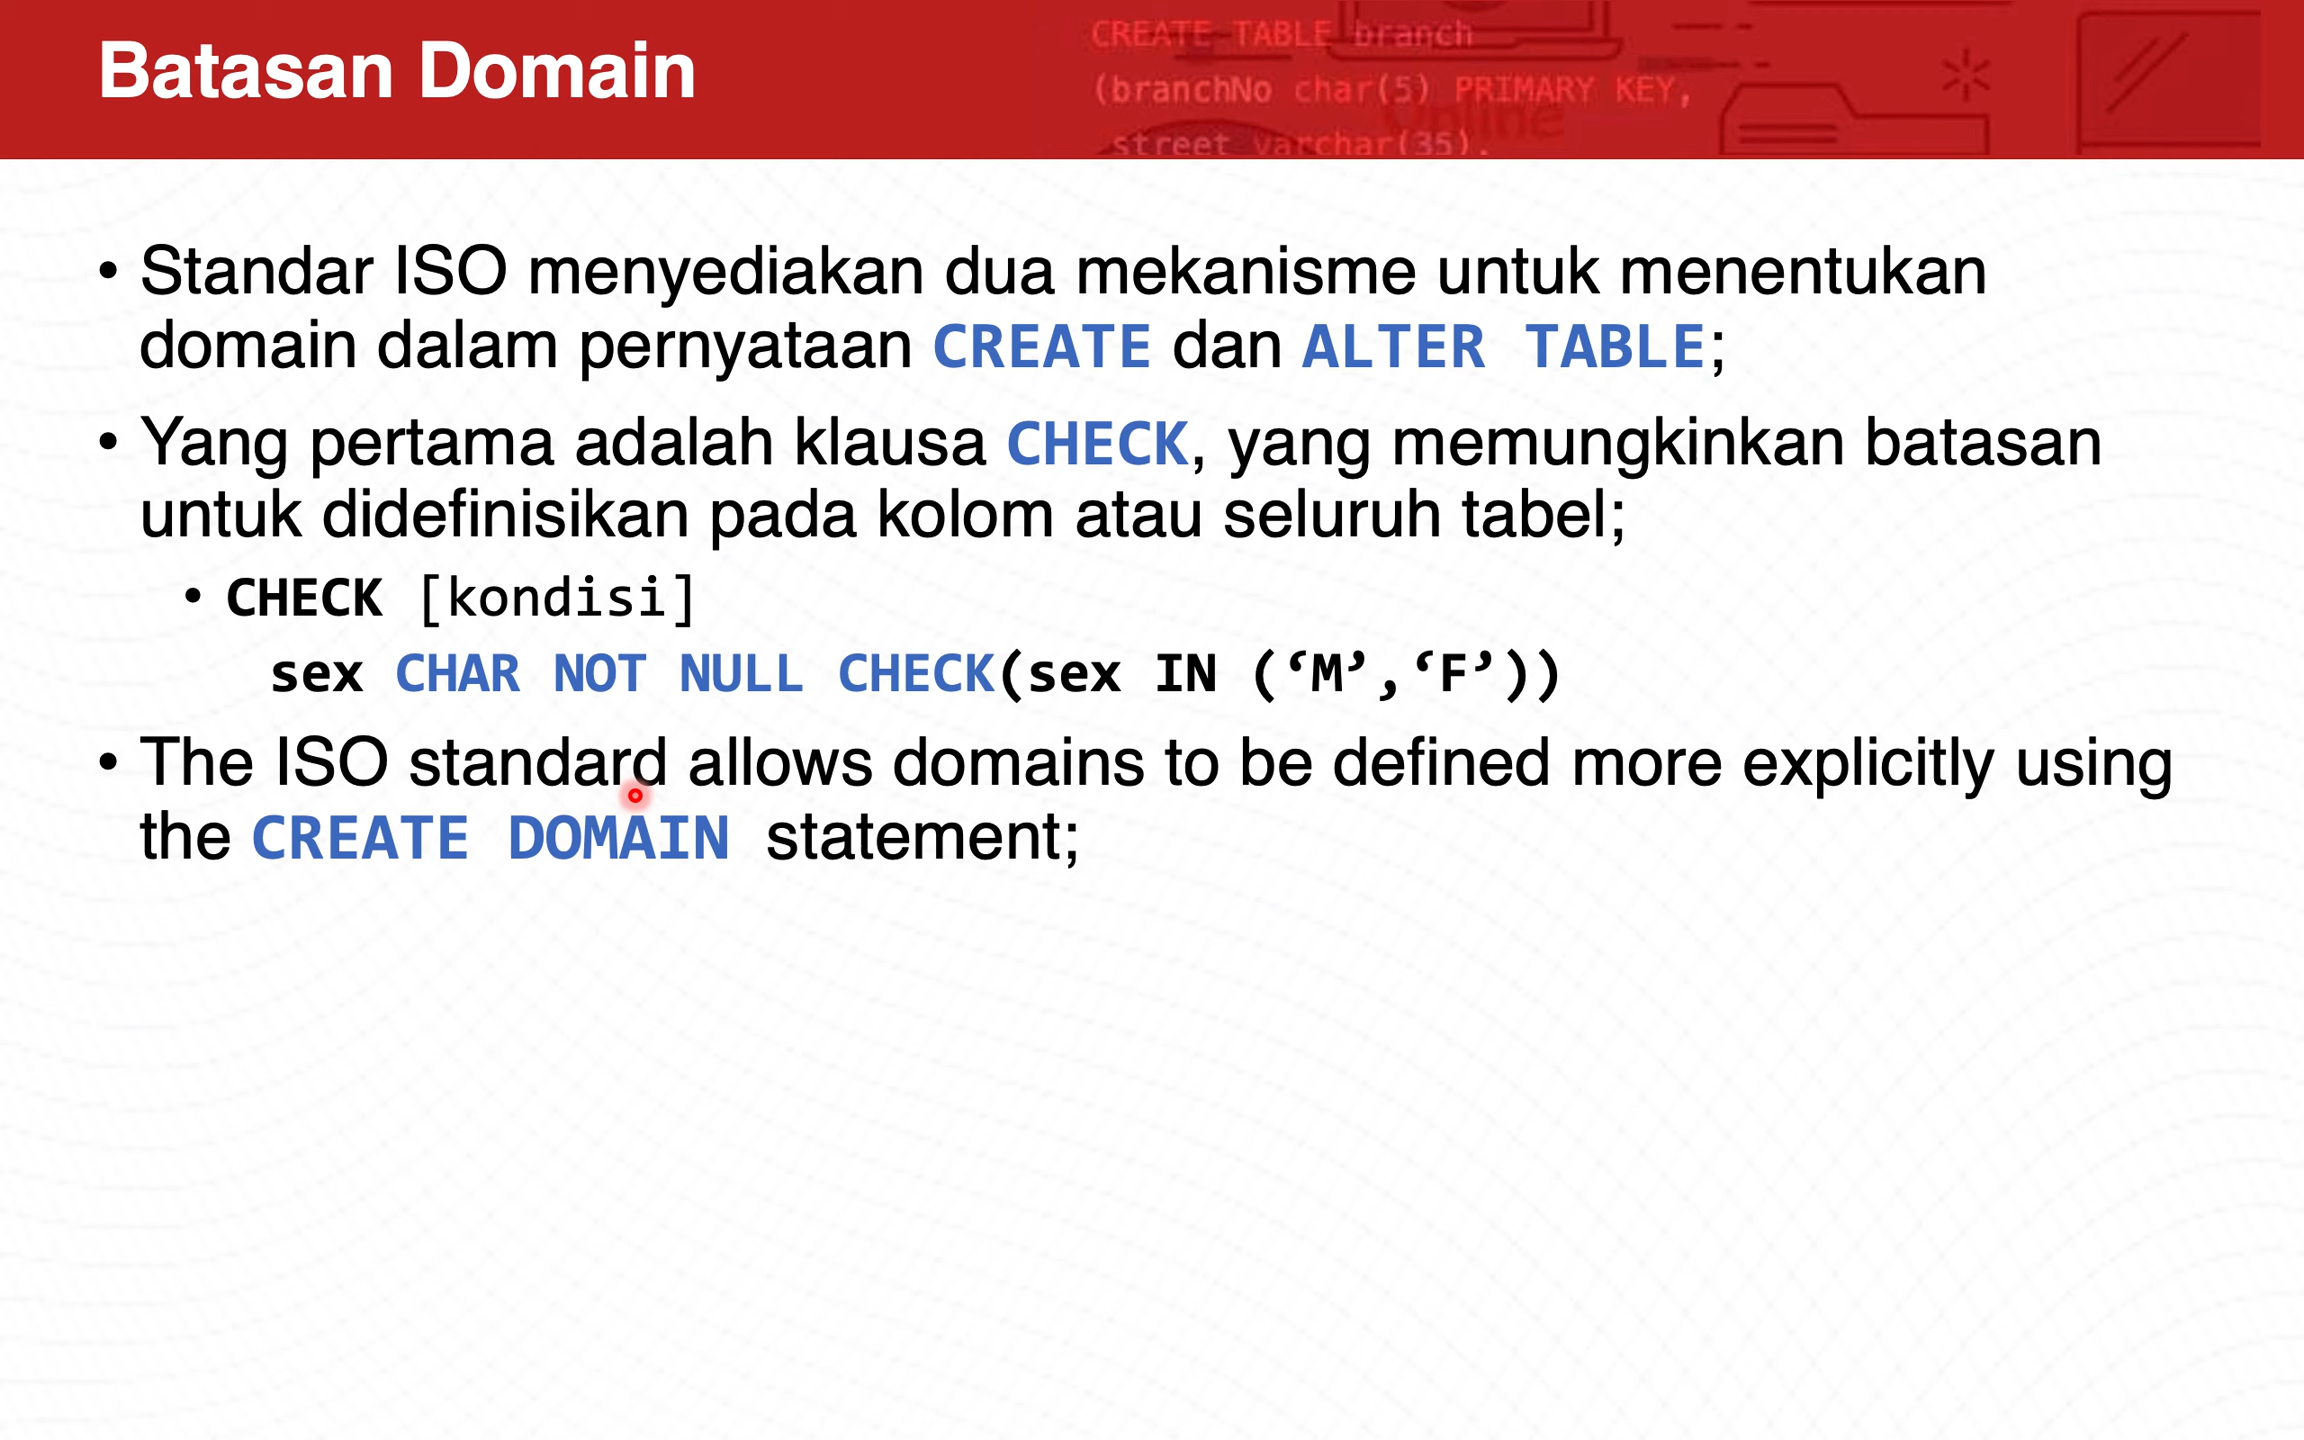 Batasan Domain
CREATE TABLE branch
(branchNo char(5) PRIMARY KEY,
Online
street varchar(35),
• Standar ISO menyediakan dua mekanisme untuk menentukan
domain dalam pernyataan CREATE dan ALTER TABLE;
• Yang pertama adalah klausa CHECK, yang memungkinkan batasan
untuk didefinisikan pada kolom atau seluruh tabel;
• CHECK [kondisi]
sex CHAR NOT NULL CHECK(sex IN (‘M’,‘F’))
• The ISO standard allows domains to be defined more explicitly using
the CREATE DOMAIN statement;